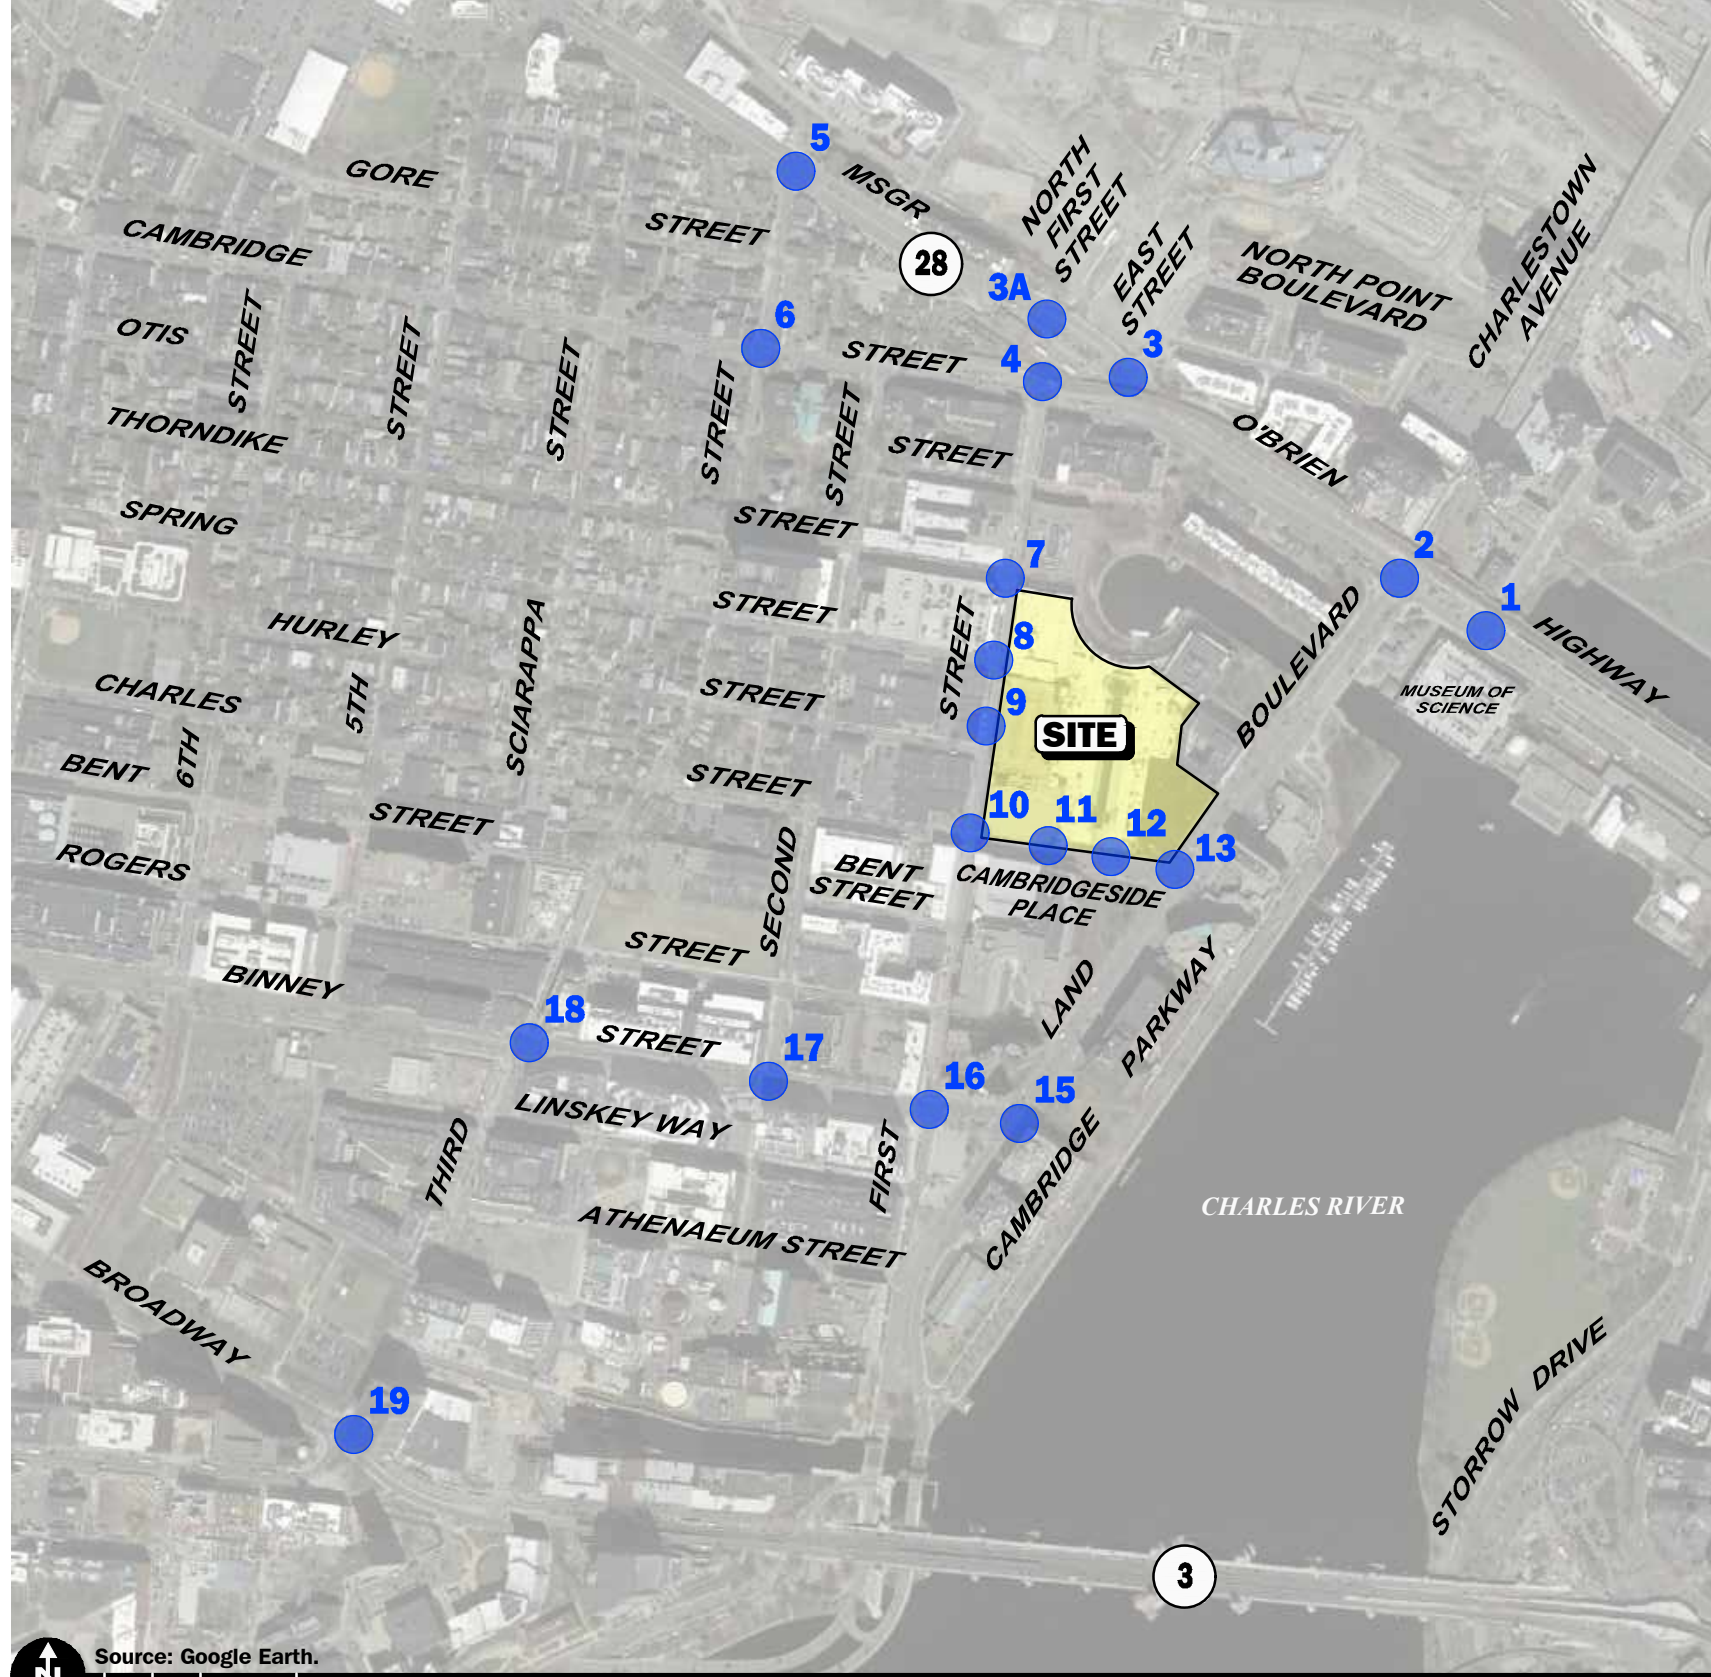 5
GORE
MSGR
NORTH
FIRST
STREET
CHARLESTOWN
AVENUE
CAMBRIDGE
STREET
28
EAST
STREET
NORTH POINT
BOULEVARD
3A
6
OTIS
STREET
STREET
STREET
STREET
4
3
STREET
STREET
THORNDIKE
STREET
O'BRIEN
SPRING
STREET
7
2
1
HIGHWAY
HURLEY
SCIARAPPA
STREET
STREET
8
BOULEVARD
MUSEUM OF
SCIENCE
CHARLES
5TH
STREET
9
SITE
BENT
6TH
STREET
STREET
10
11
12
13
ROGERS
SECOND
BENT
STREET
CAMBRIDGESIDE
PLACE
STREET
BINNEY
LAND
PARKWAY
18
STREET
17
16
15
LINSKEY WAY
THIRD
FIRST
CAMBRIDGE
CHARLES RIVER
ATHENAEUM STREET
BROADWAY
STORROW DRIVE
19
3
N
Source: Google Earth.